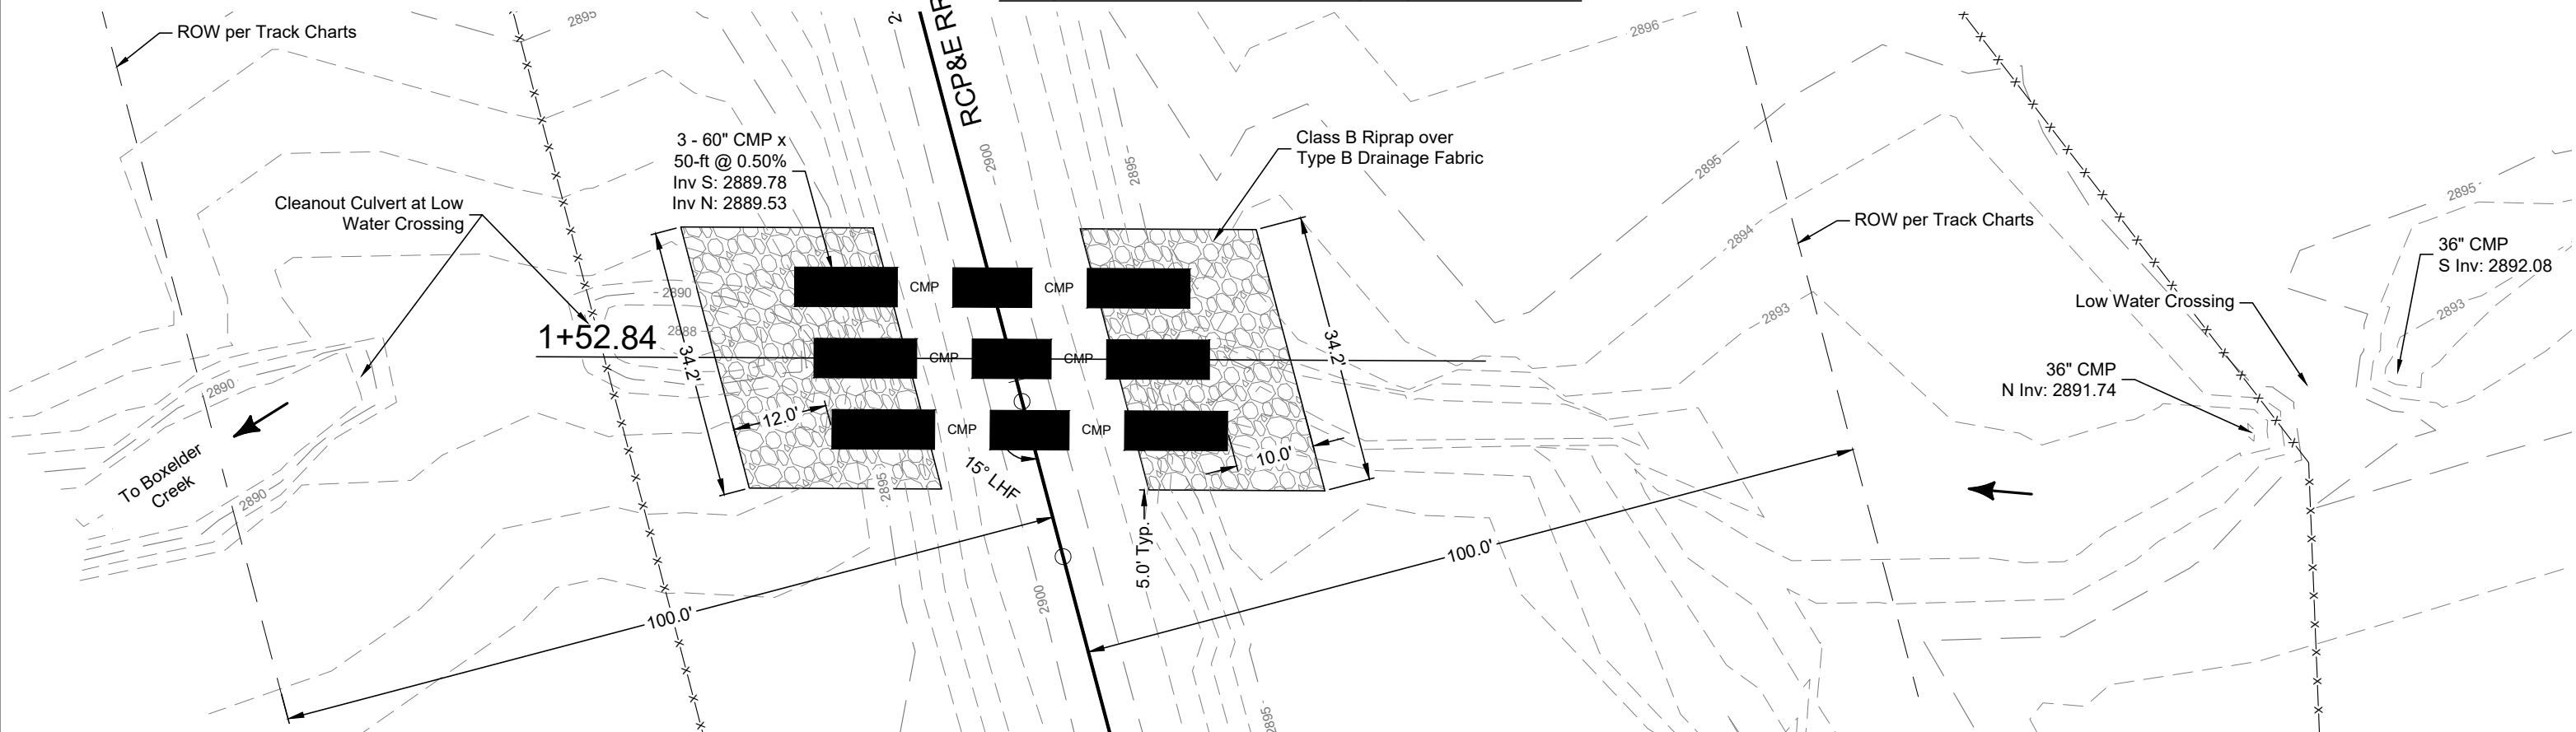 2895
2896
ROW per Track Charts
RCP&E RR
2900
2895
3 - 60" CMP x
50-ft @ 0.50%
Inv S: 2889.78
Inv N: 2889.53
Class B Riprap over
Type B Drainage Fabric
2895
2894
2893
ROW per Track Charts
2895
2893
36" CMP
S Inv: 2892.08
Low Water Crossing
36" CMP
N Inv: 2891.74
Cleanout Culvert at Low
Water Crossing
2890
2888
1+52.84
34.2'
CMP
CMP
CMP
CMP
CMP
CMP
34.2'
12.0'
10.0'
15° LHF
2895
5.0' Typ.
2890
To Boxelder
Creek
2890
100.0'
100.0'
2900
2895